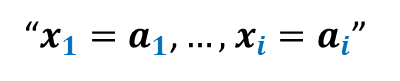 “x₁ = a₁, …, xᵢ = aᵢ”